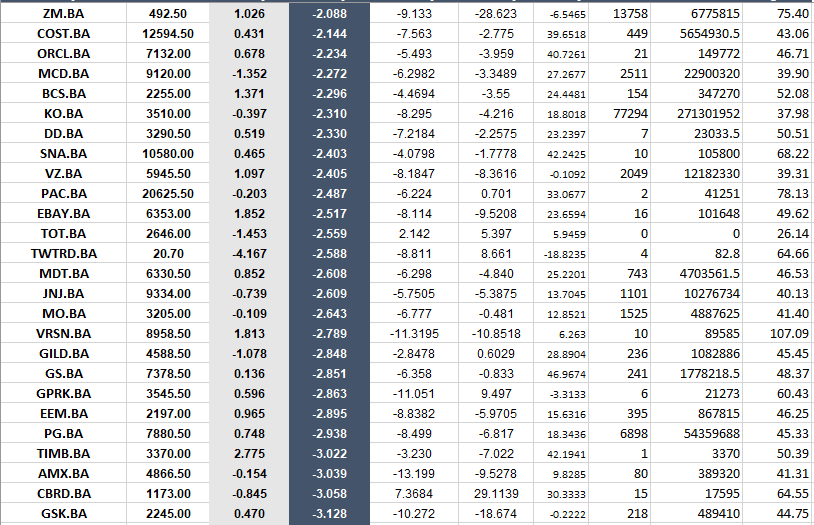 ZM.BA 492.50 1.026 -2.088 -9.133 -28.623 -6.5465 13758 6775815 75.40
COST.BA 12594.50 0.431 -2.144 -7.563 -2.775 39.6518 449 5654930.5 43.06
ORCL.BA 7132.00 0.678 -2.234 -5.493 -3.959 40.7261 21 149772 46.71
MCD.BA 9120.00 -1.352 -2.272 -6.2982 -3.3489 27.2677 2511 22900320 39.90
BCS.BA 2255.00 1.371 -2.296 -4.4694 -3.55 24.4481 154 347270 52.08
KO.BA 3510.00 -0.397 -2.310 -8.295 -4.216 18.8018 77294 271301952 37.98
DD.BA 3290.50 0.519 -2.330 -7.2184 -2.2575 23.2397 7 23033.5 50.51
SNA.BA 10580.00 0.465 -2.403 -4.0798 -1.7778 42.2425 10 105800 68.22
VZ.BA 5945.50 1.097 -2.405 -8.1847 -8.3616 -0.1092 2049 12182330 39.31
PAC.BA 20625.50 -0.203 -2.487 -6.224 0.701 33.0677 2 41251 78.13
EBAY.BA 6353.00 1.852 -2.517 -8.114 -9.5208 23.6594 16 101648 49.62
TOT.BA 2646.00 -1.453 -2.559 2.142 5.397 5.9459 0 0 26.14
TWTRD.BA 20.70 -4.167 -2.588 -8.811 8.661 -18.8235 4 82.8 64.66
MDT.BA 6330.50 0.852 -2.608 -6.298 -4.840 25.2201 743 4703561.5 46.53
JNJ.BA 9334.00 -0.739 -2.609 -5.7505 -5.3875 13.7045 1101 10276734 40.13
MO.BA 3205.00 -0.109 -2.643 -6.777 -0.481 12.8521 1525 4887625 41.40
VRSN.BA 8958.50 1.813 -2.789 -11.3195 -10.8518 6.263 10 89585 107.09
GILD.BA 4588.50 -1.078 -2.848 -2.8478 0.6029 28.8904 236 1082886 45.45
GS.BA 7378.50 0.136 -2.851 -6.358 -0.833 46.9674 241 1778218.5 48.37
GPRK.BA 3545.50 0.596 -2.863 -11.051 9.497 -3.3133 6 21273 60.43
EEM.BA 2197.00 0.965 -2.895 -8.8382 -5.9705 15.6316 395 867815 46.25
PG.BA 7880.50 0.748 -2.938 -8.499 -6.817 18.3436 6898 54359688 45.33
TIMB.BA 3370.00 2.775 -3.022 -3.230 -7.022 42.1941 1 3370 50.39
AMX.BA 4866.50 -0.154 -3.039 -13.199 -9.5278 9.8285 80 389320 41.31
CBRD.BA 1173.00 -0.845 -3.058 7.3684 29.1139 30.3333 15 17595 64.55
GSK.BA 2245.00 0.470 -3.128 -10.272 -18.674 -0.2222 218 489410 44.75